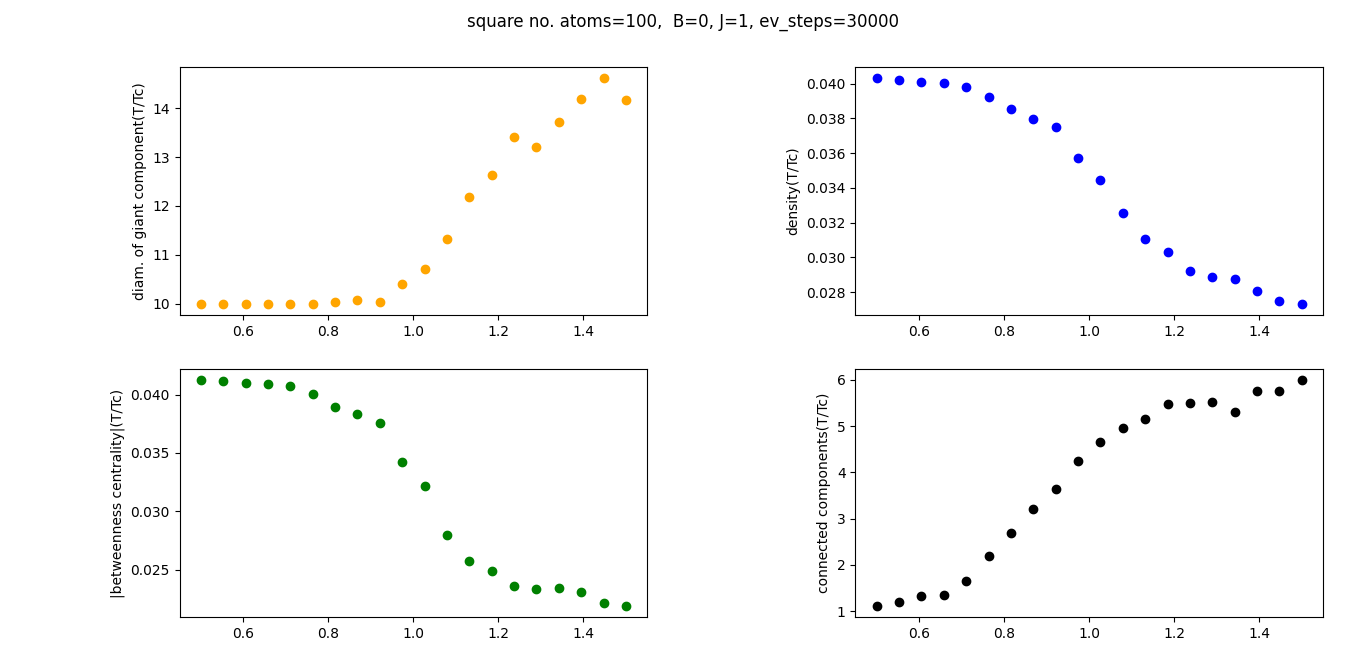 square no. atoms=100,  B=0, J=1, ev_steps=30000
diam. of giant component(T/Tc)
14
13
12
11
10
0.6 0.8 1.0 1.2 1.4
density(T/Tc)
0.040
0.038
0.036
0.034
0.032
0.030
0.028
0.6 0.8 1.0 1.2 1.4
|betweenness centrality|(T/Tc)
0.040
0.035
0.030
0.025
0.6 0.8 1.0 1.2 1.4
connected components(T/Tc)
6
5
4
3
2
1
0.6 0.8 1.0 1.2 1.4